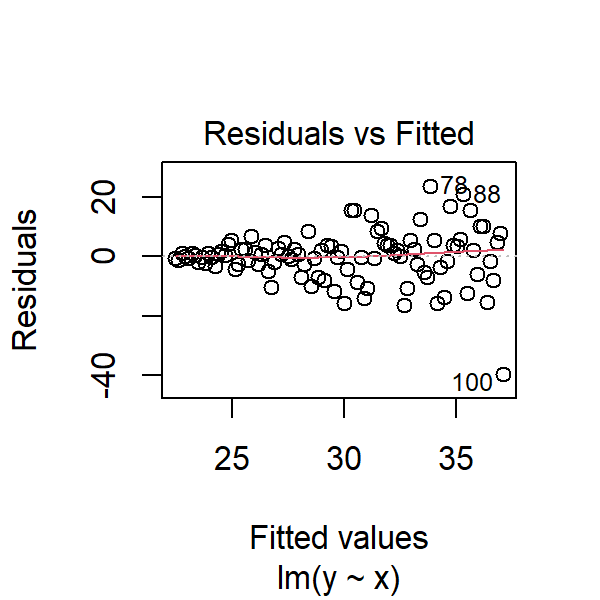 Residuals vs Fitted
Residuals
20
0
-40
78
88
100
25 30 35
Fitted values
lm(y ~ x)